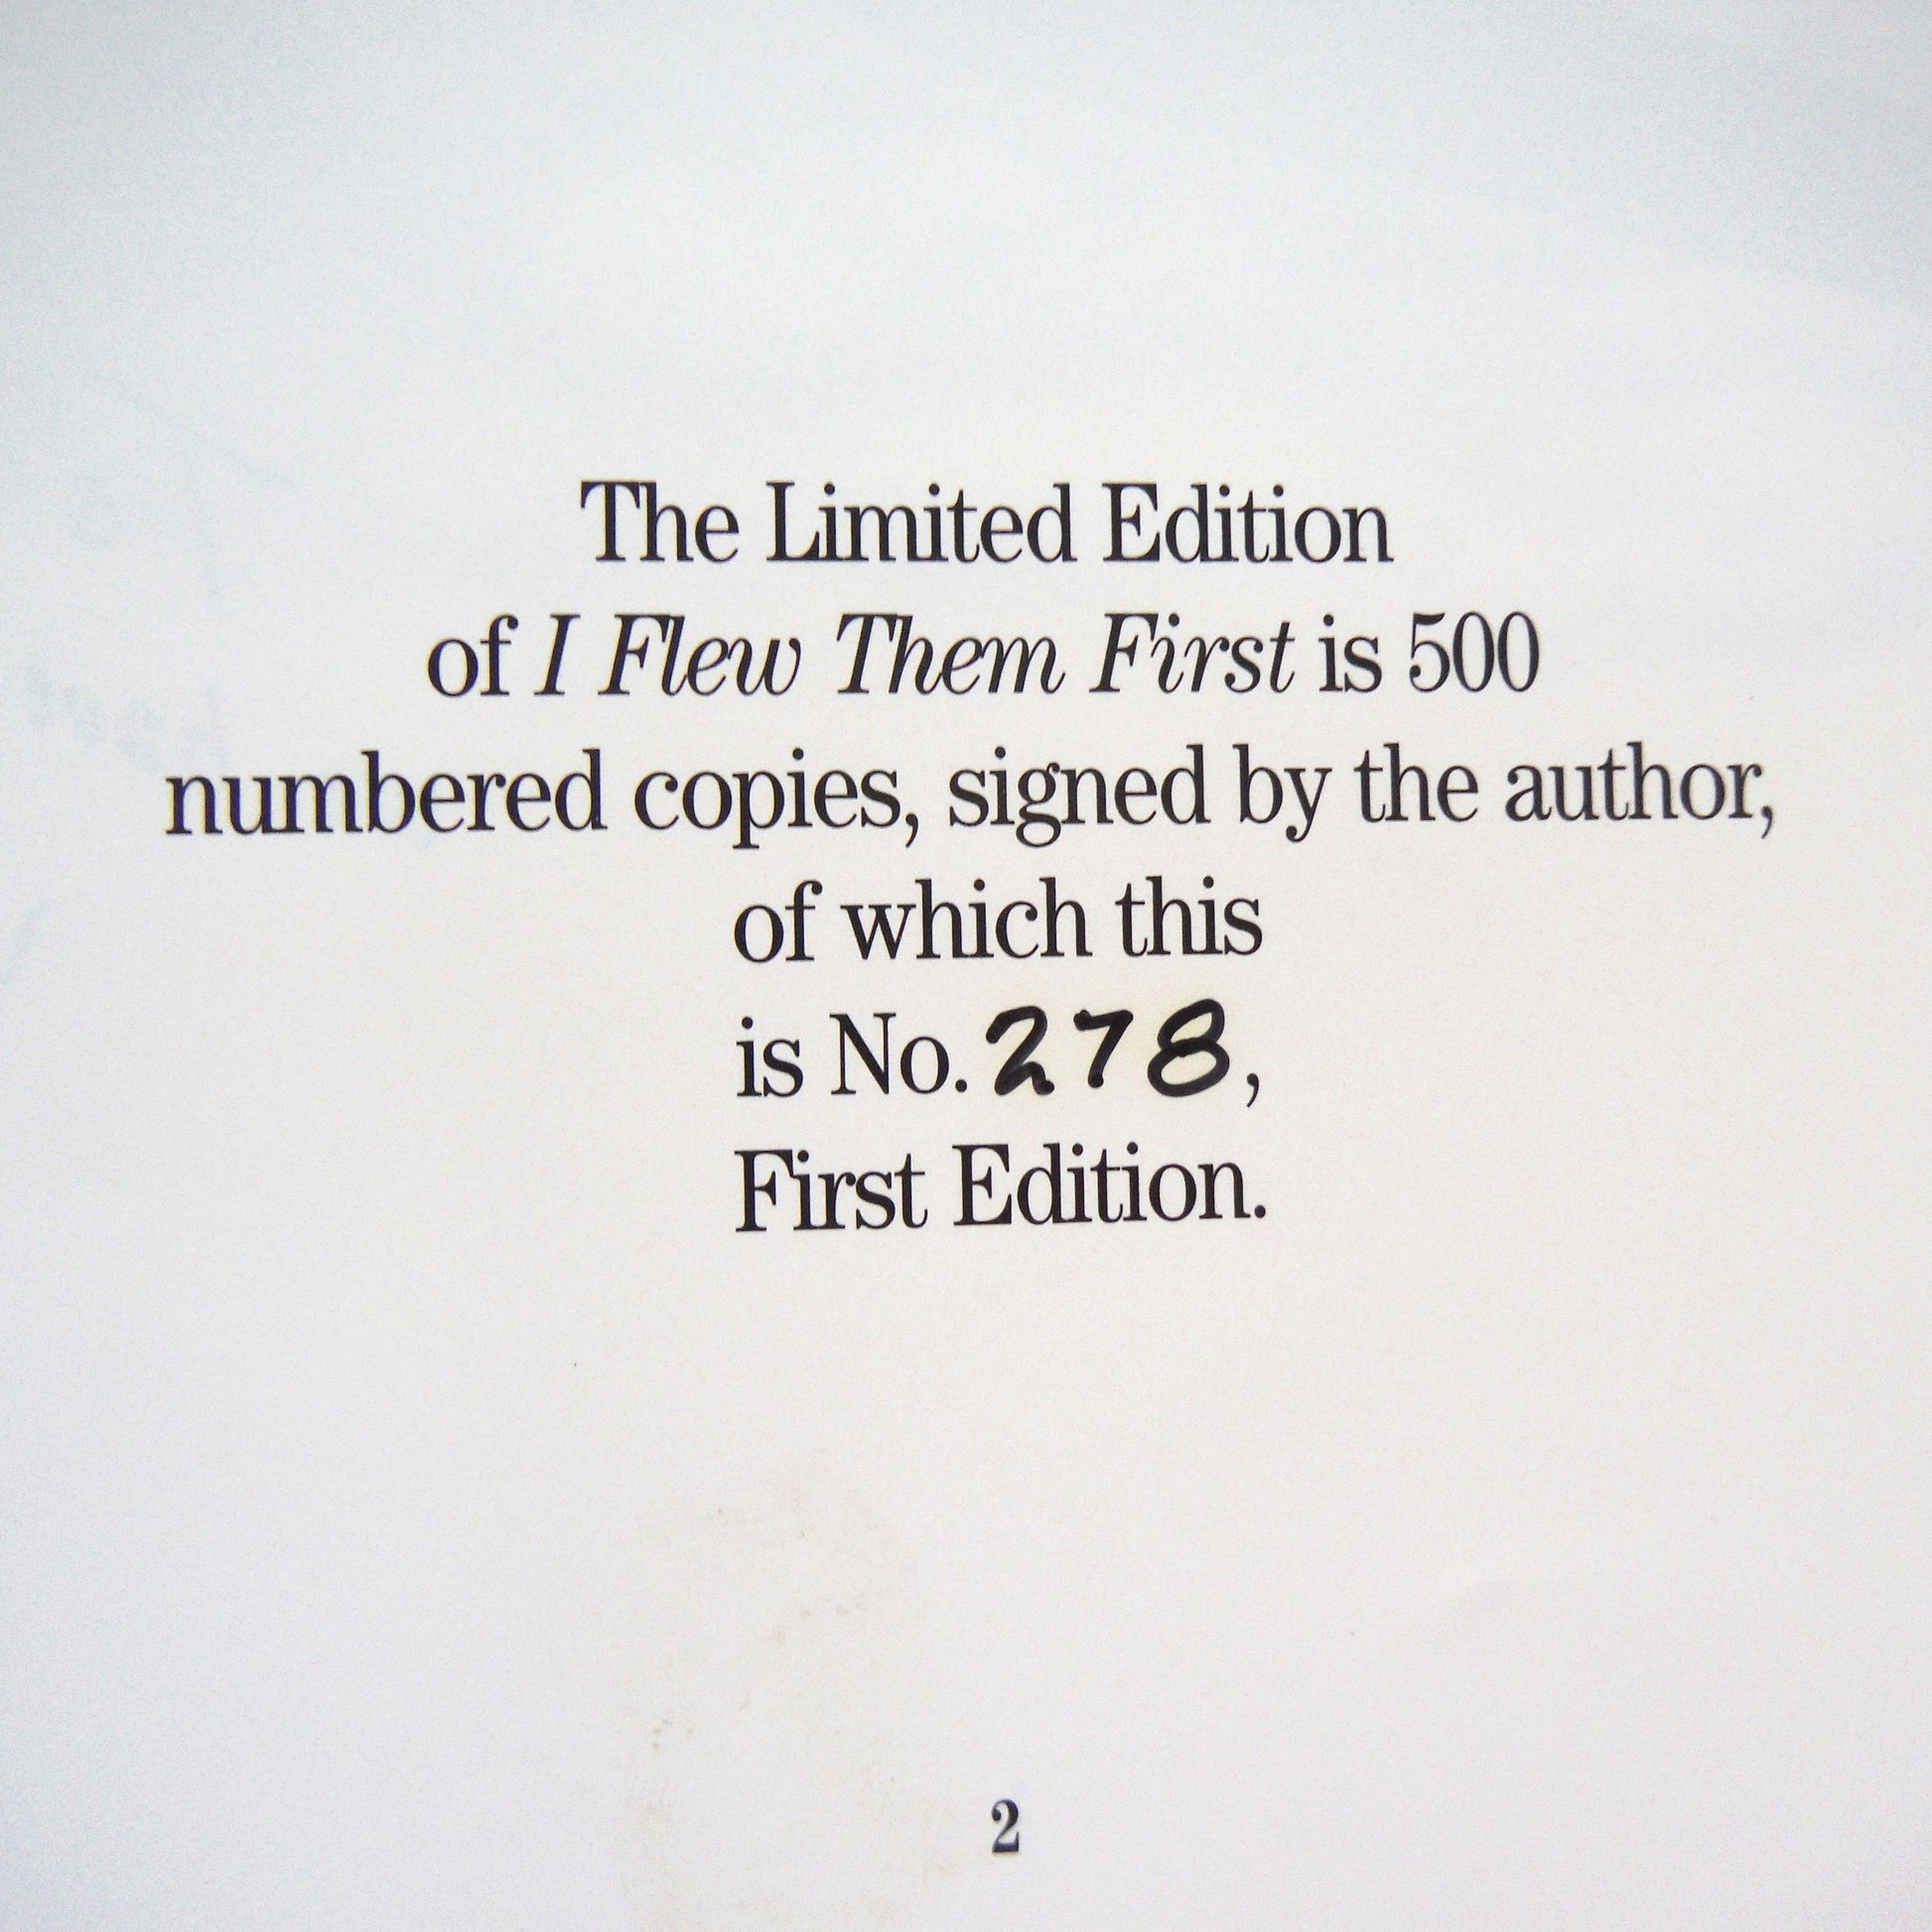 The Limited Edition
of I Flew Them First is 500
numbered copies, signed by the author,
of which this
is No. 278,
First Edition.
2